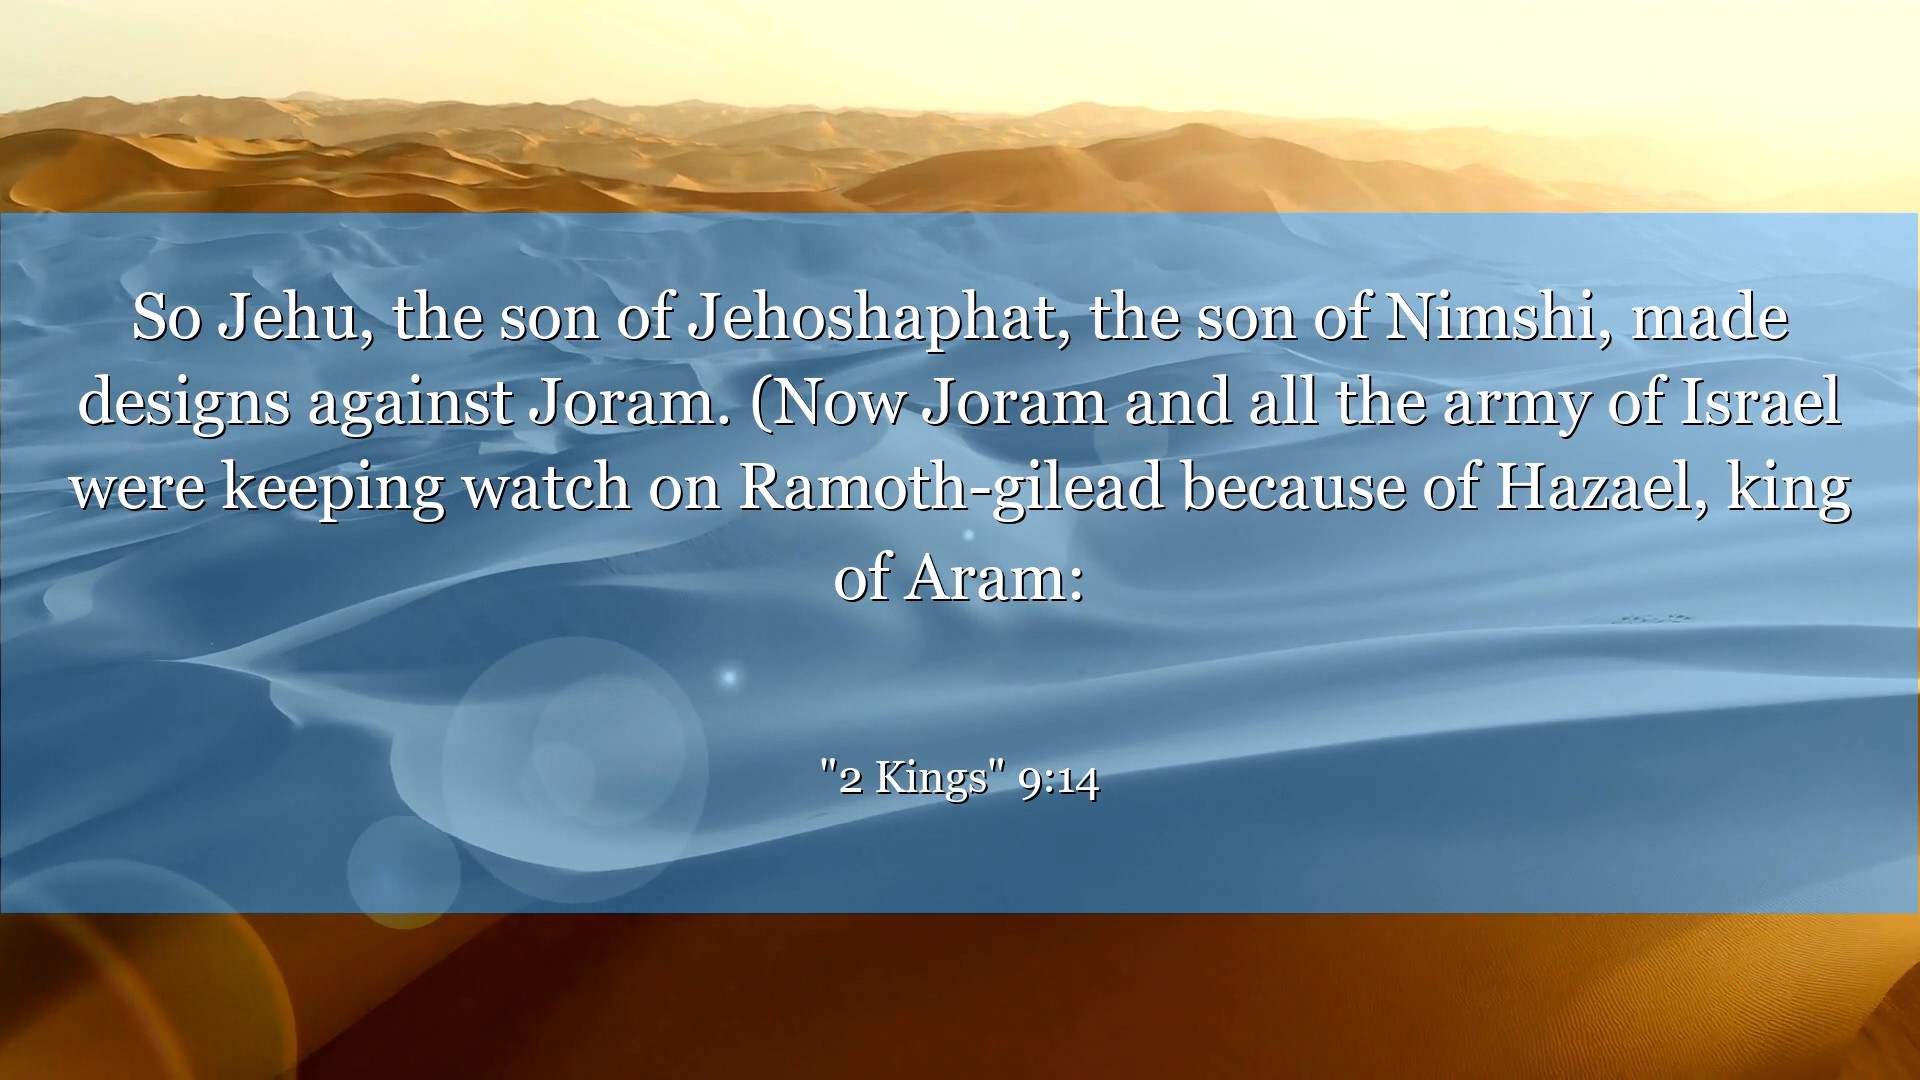 So Jehu, the son of Jehoshaphat, the son of Nimshi, made
designs against Joram. (Now Joram and all the army of Israel
were keeping watch on Ramoth-gilead because of Hazael, king
of Aram:
"2 Kings" 9:14